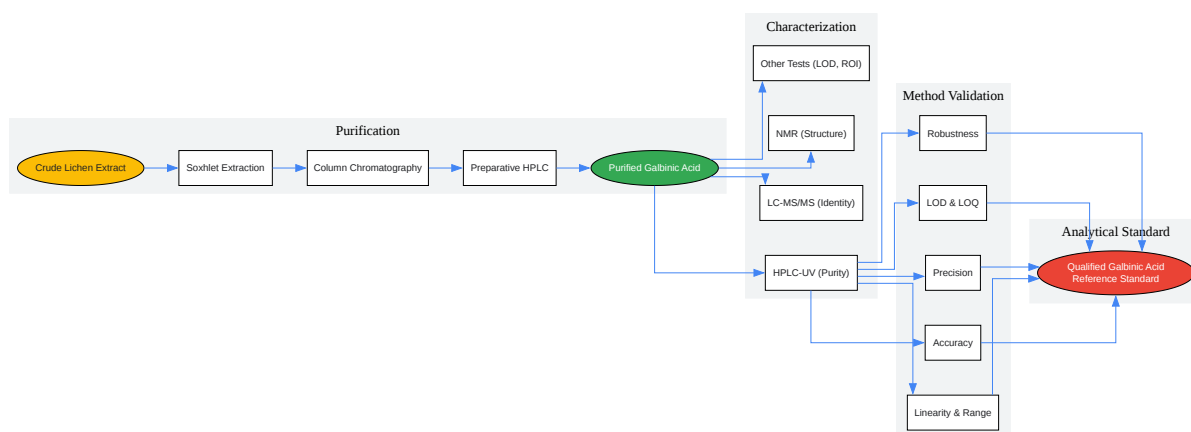 Purification
Crude Lichen Extract
Soxhlet Extraction
Column Chromatography
Preparative HPLC
Purified Galbinic Acid
Characterization
Other Tests (LOD, ROI)
NMR (Structure)
LC-MS/MS (Identity)
HPLC-UV (Purity)
Method Validation
Robustness
LOD & LOQ
Precision
Accuracy
Linearity & Range
Analytical Standard
Qualified Galbinic Acid
Reference Standard